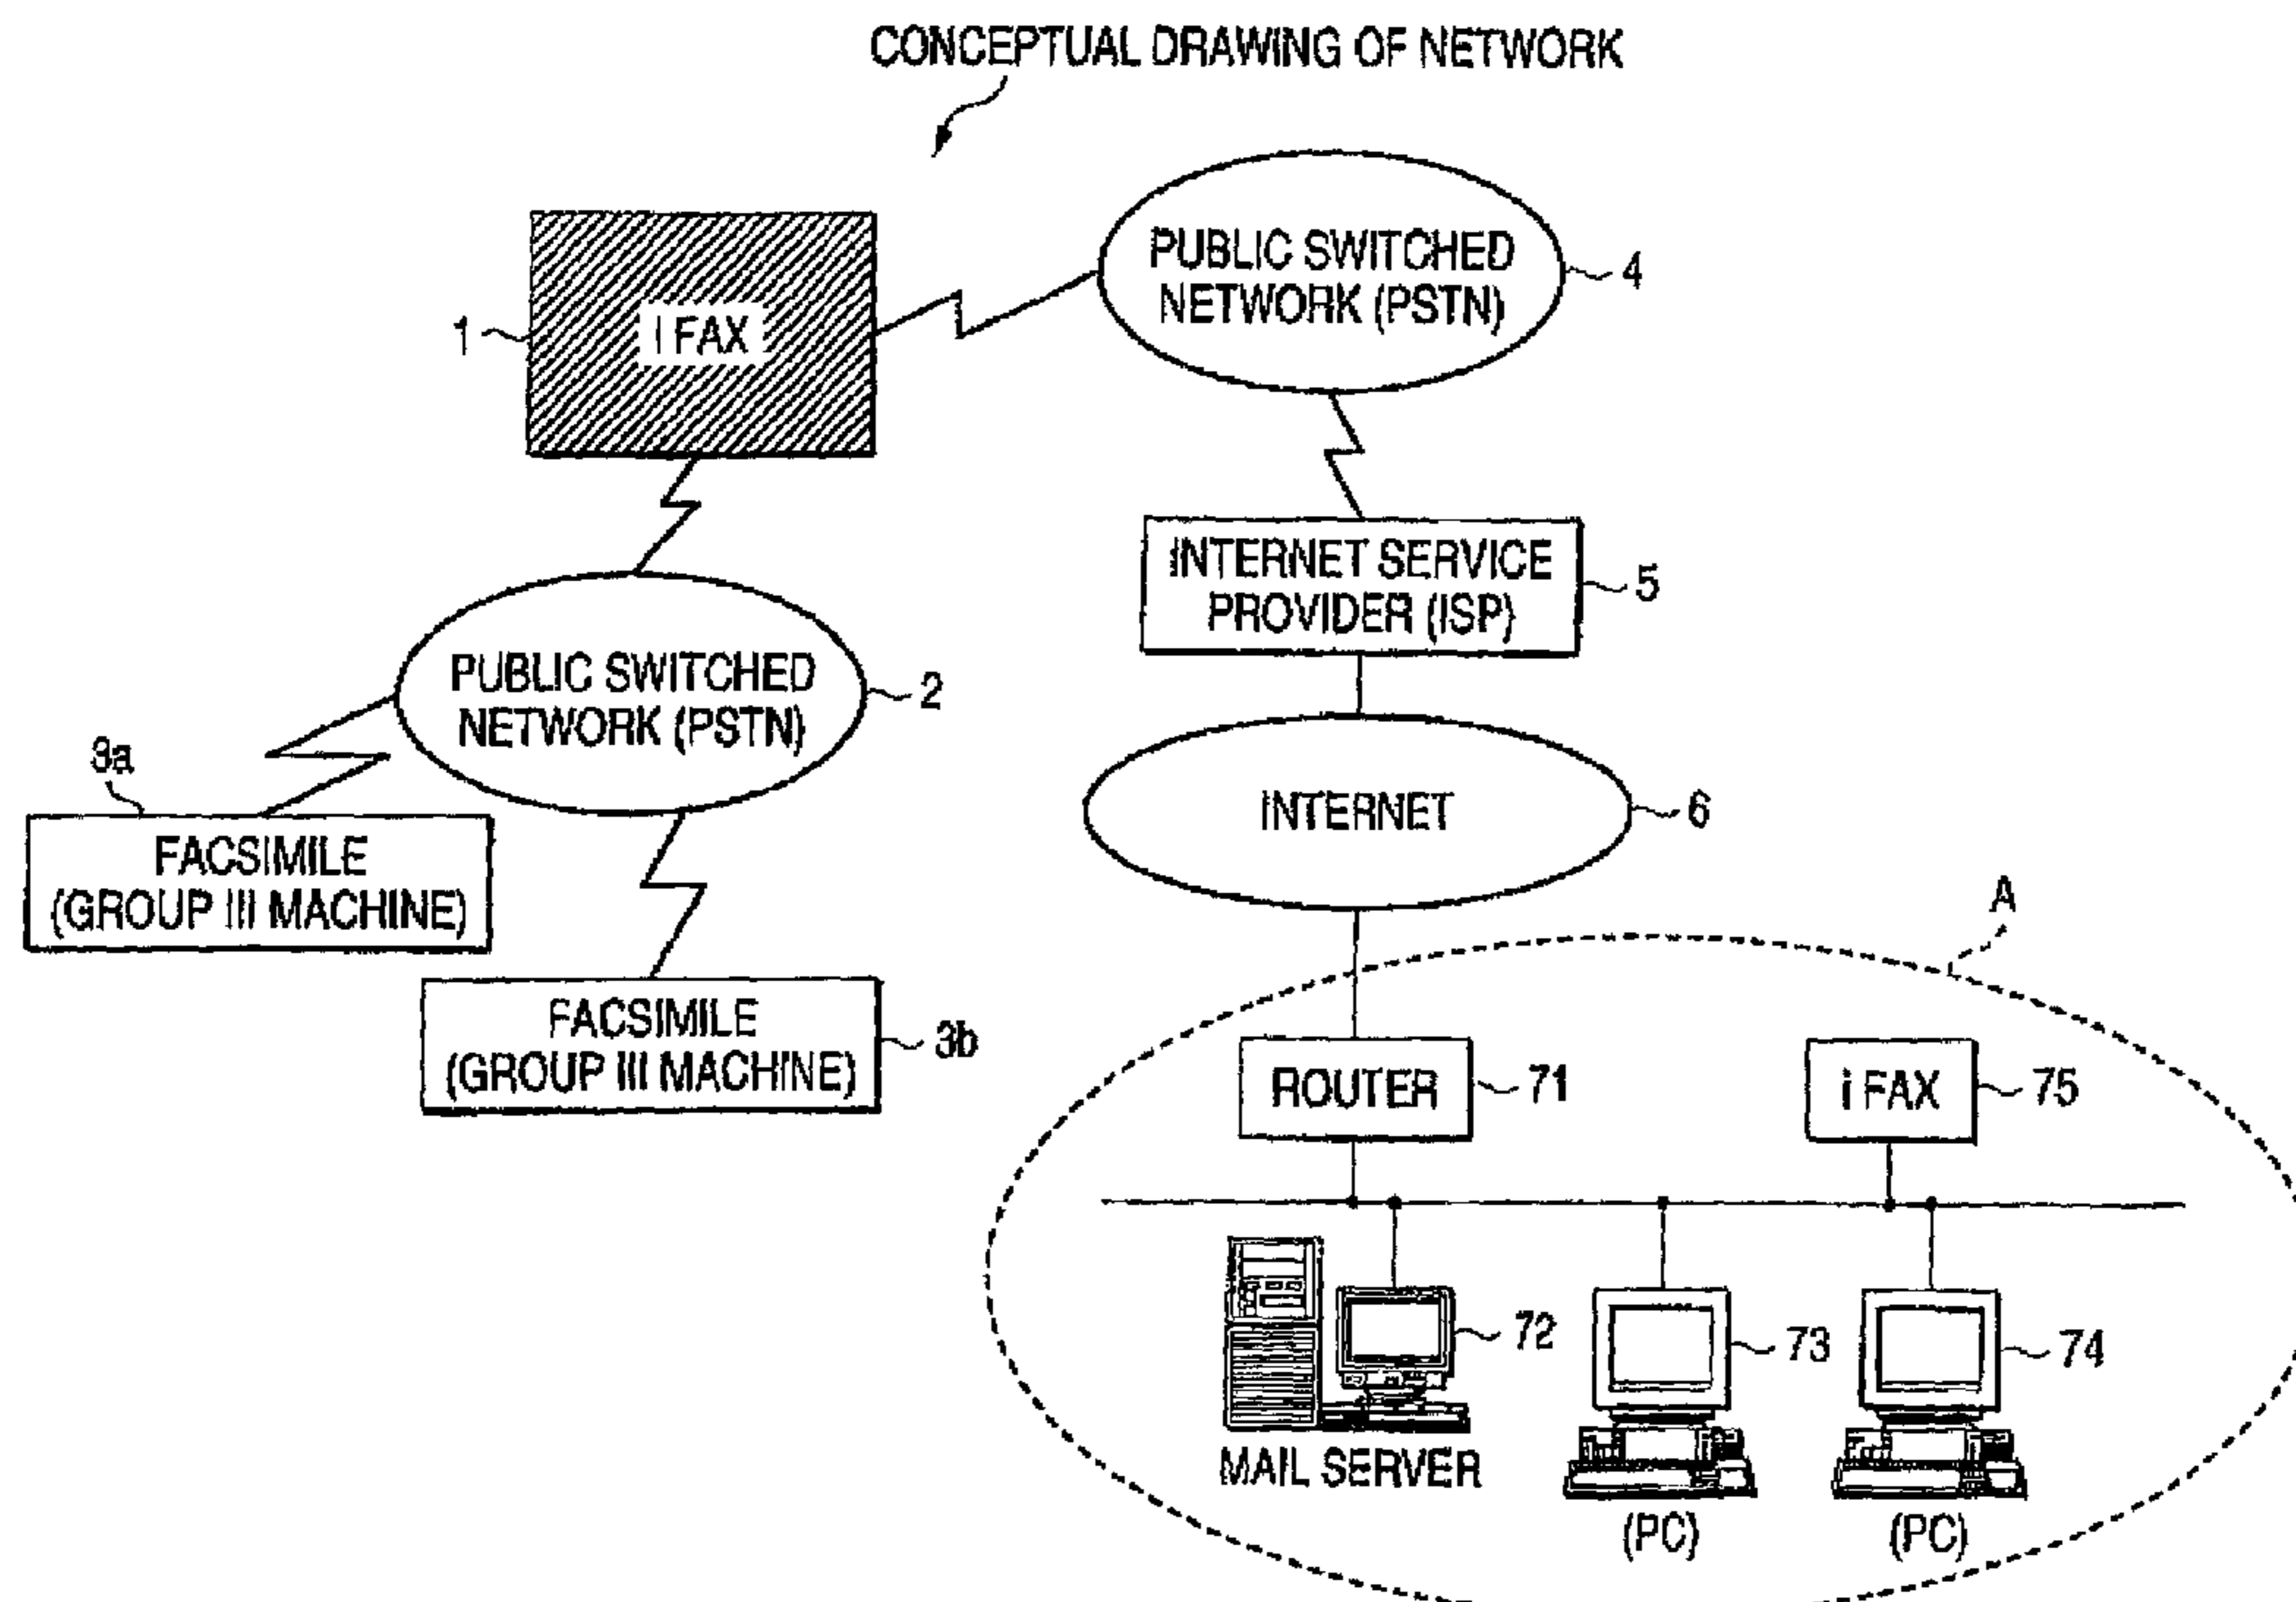 CONCEPTUAL DRAWING OF NETWORK
1
I FAX
PUBLIC SWITCHED
NETWORK (PSTN)
4
INTERNET SERVICE
PROVIDER (ISP)
5
PUBLIC SWITCHED
NETWORK (PSTN)
2
INTERNET
6
3a
FACSIMILE
(GROUP III MACHINE)
FACSIMILE
(GROUP III MACHINE)
3b
A
ROUTER
71
i FAX
75
72
73
74
MAIL SERVER
(PC)
(PC)